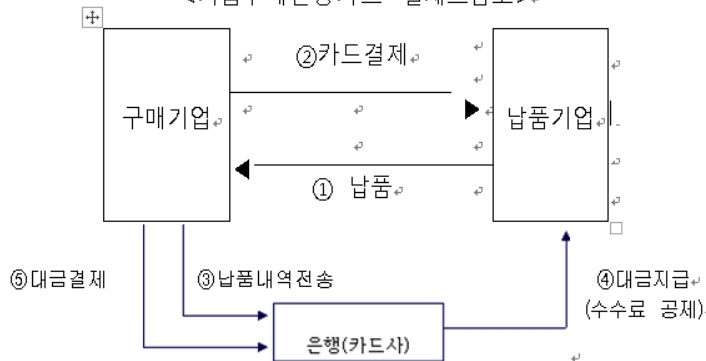 ②카드결제
구매기업
납품기업
① 납품
⑤대금결제
③납품내역전송
④대금지급
(수수료 공제)
은행(카드사)